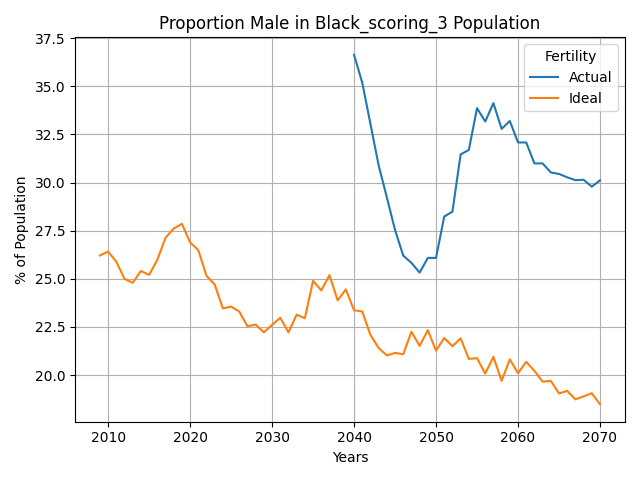 Proportion Male in Black_scoring_3 Population
37.5
35.0
32.5
30.0
27.5
25.0
22.5
20.0
% of Population
Fertility
Actual
Ideal
2010 2020 2030 2040 2050 2060 2070
Years